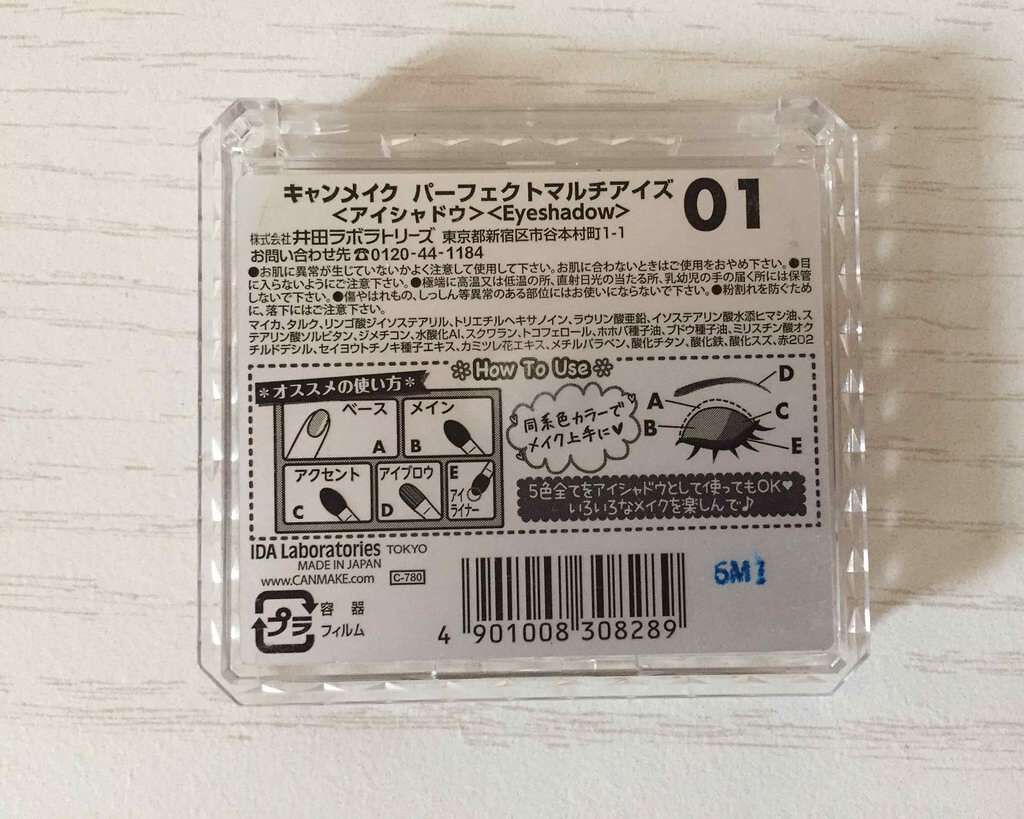 キャンメイク パーフェクトマルチアイズ 01
<アイシャドウ><Eyeshadow>
株式会社井田ラボラトリーズ 東京都新宿区市谷本村町1-1
お問い合わせ先☎0120-44-1184
●お肌に異常が生じていないかよく注意して使用して下さい。お肌に合わないときはご使用をおやめ下さい。●目
に入らないようにご注意下さい。●極端に高温又は低温の所、直射日光の当たる所、乳幼児の手の届く所には保管
しないで下さい。●傷やはれもの、しっしん等異常のある部位にはお使いにならないで下さい。●粉割れを防ぐため
に、落下にはご注意下さい。
マイカ、タルク、リンゴ酸ジイソステアリル、トリエチルヘキサノイン、ラウリン酸亜鉛、イソステアリン酸水添ヒマシ油、ス
テアリン酸ソルビタン、ジメチコン、水酸化Al、スクワラン、トコフェロール、ホホバ種子油、ブドウ種子油、ミリスチン酸オク
チルドデシル、セイヨウトチノキ種子エキス、カミツレ花エキス、メチルパラベン、酸化チタン、酸化鉄、酸化スズ、赤202
How To Use
*オススメの使い方*
ベース
A
メイン
B
アクセント
C
アイブロウ
D
E
アイ
ライナー
同系色カラーで
メイク上手に♥
A
B
D
C
E
5色全てをアイシャドウとして使ってもOK♥
いろいろなメイクを楽しんで♪
IDA Laboratories TOKYO
MADE IN JAPAN
www.CANMAKE.com C-780
プラ
容器
フィルム
4 901008 308289
6M1